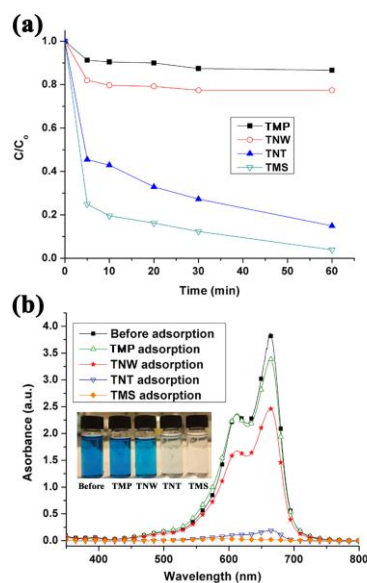 (a)
C/C₀
1.0
0.8
0.6
0.4
0.2
0.0
TMP
TNW
TNT
TMS
0 10 20 30 40 50 60
Time (min)
(b)
Asorbance (a.u.)
4.0
3.5
3.0
2.5
2.0
1.5
1.0
0.5
0.0
Before adsorption
TMP adsorption
TNW adsorption
TNT adsorption
TMS adsorption
Before TMP TNW TNT TMS
400 500 600 700 800
Wavelength (nm)